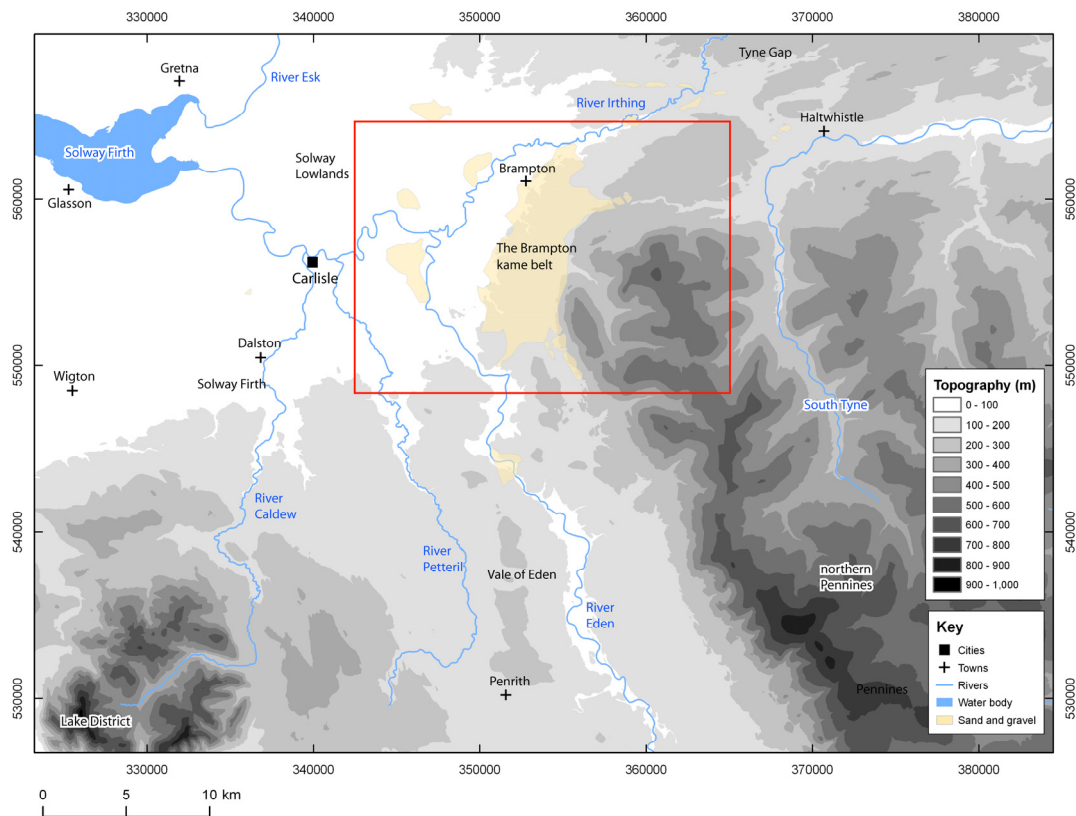 330000
340000
350000
360000
370000
380000
Tyne Gap
Gretna
River Esk
River Irthing
Haltwhistle
Solway Firth
Solway
Lowlands
Brampton
560000
560000
Glasson
The Brampton
kame belt
Carlisle
Dalston
550000
550000
Wigton
Solway Firth
South Tyne
Topography (m)
0 - 100
100 - 200
200 - 300
300 - 400
400 - 500
500 - 600
600 - 700
700 - 800
800 - 900
900 - 1,000
River
Caldew
540000
540000
River
Petteril
Vale of Eden
northern
Pennines
River
Eden
Key
Cities
Towns
Rivers
Water body
Sand and gravel
Penrith
Pennines
530000
530000
Lake District
330000
340000
350000
360000
370000
380000
0
5
10 km